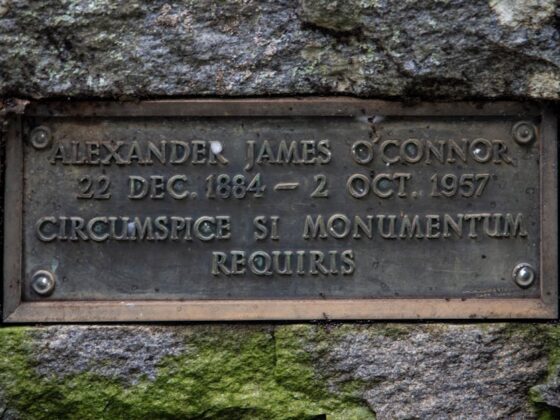 ALEXANDER JAMES O'CONNOR
22 DEC. 1884 – 2 OCT. 1957
CIRCUMSPICE SI MONUMENTUM
REQUIRIS